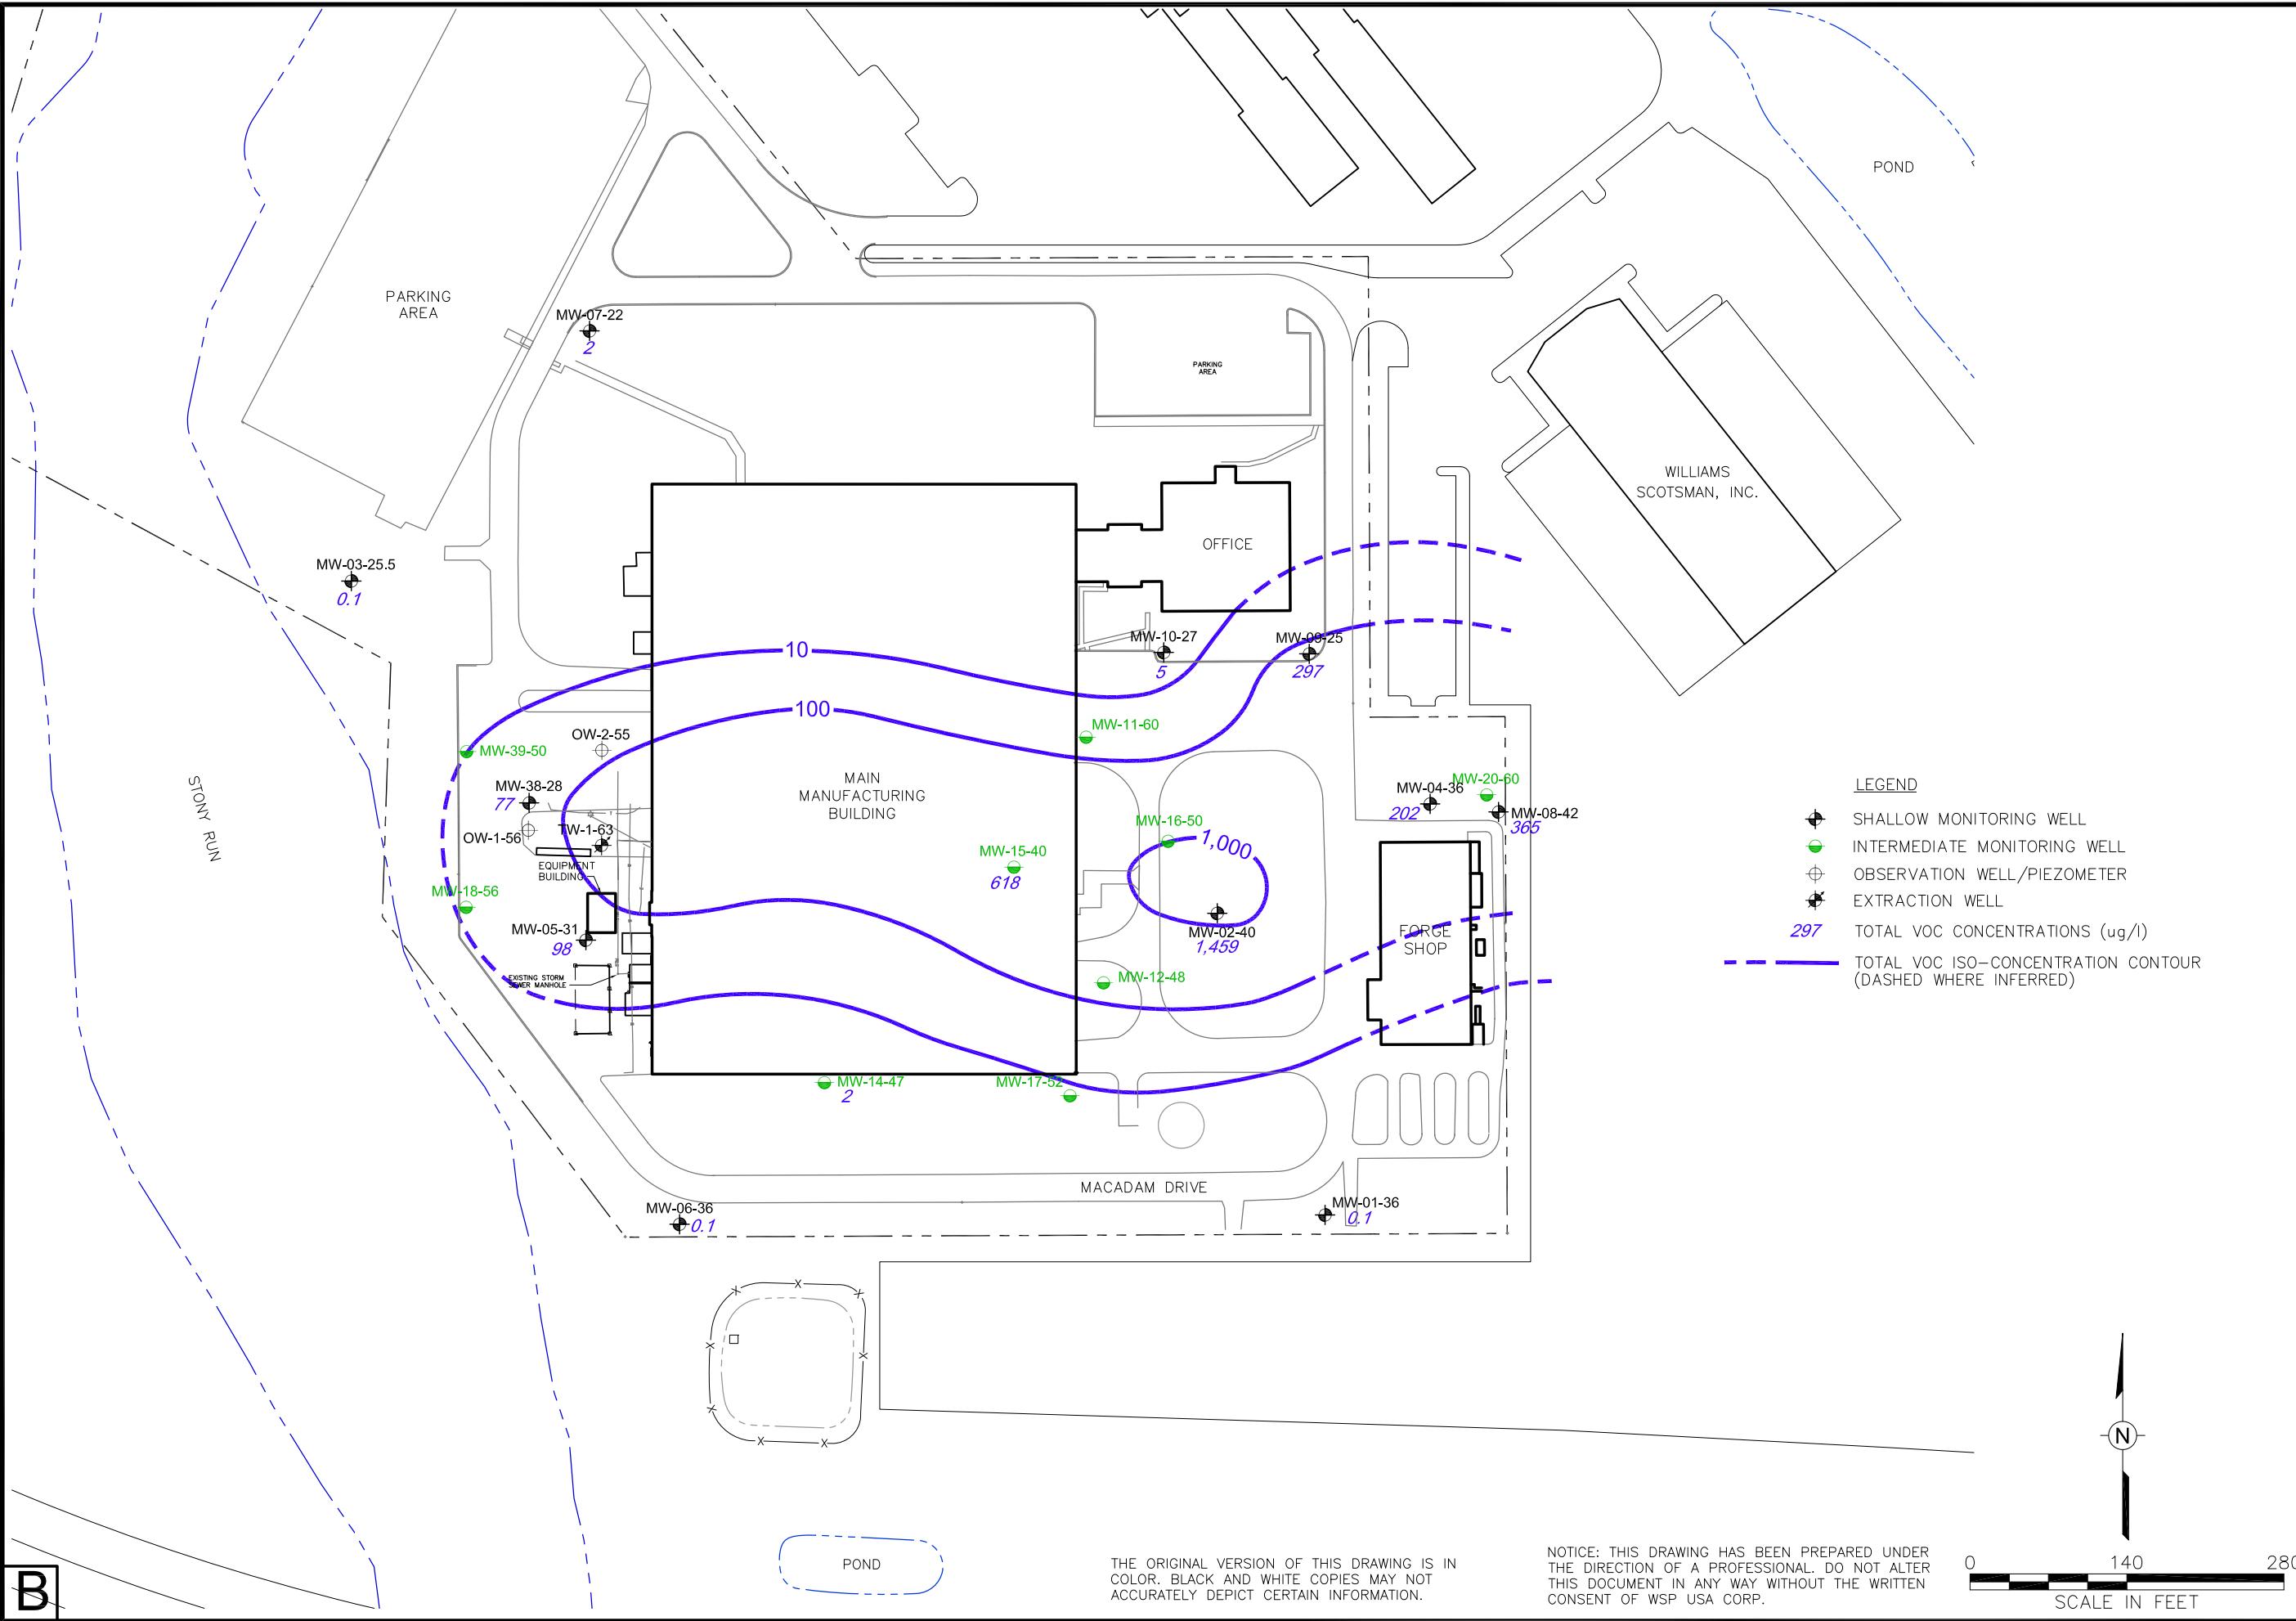 POND
PARKING
AREA
MW-07-22
2
PARKING
AREA
WILLIAMS
SCOTSMAN, INC.
OFFICE
MW-03-25.5
0.1
10
MW-10-27
5
MW-09-25
297
100
MW-11-60
OW-2-55
MW-39-50
STONY RUN
MAIN
MANUFACTURING
BUILDING
MW-38-28
77
OW-1-56
TW-1-63
EQUIPMENT
BUILDING
MW-18-56
MW-05-31
98
EXISTING STORM
SEWER MANHOLE
MW-15-40
618
MW-16-50
1,000
MW-02-40
1,459
MW-12-48
MW-04-36
202
MW-20-60
MW-08-42
365
FORGE
SHOP
MW-14-47
2
MW-17-52
MACADAM DRIVE
MW-06-36
0.1
MW-01-36
0.1
LEGEND
SHALLOW MONITORING WELL
INTERMEDIATE MONITORING WELL
OBSERVATION WELL/PIEZOMETER
EXTRACTION WELL
297 TOTAL VOC CONCENTRATIONS (ug/l)
TOTAL VOC ISO-CONCENTRATION CONTOUR
(DASHED WHERE INFERRED)
X X X X X X X X
N
B
POND
THE ORIGINAL VERSION OF THIS DRAWING IS IN
COLOR. BLACK AND WHITE COPIES MAY NOT
ACCURATELY DEPICT CERTAIN INFORMATION.
NOTICE: THIS DRAWING HAS BEEN PREPARED UNDER
THE DIRECTION OF A PROFESSIONAL. DO NOT ALTER
THIS DOCUMENT IN ANY WAY WITHOUT THE WRITTEN
CONSENT OF WSP USA CORP.
0 140 280
SCALE IN FEET